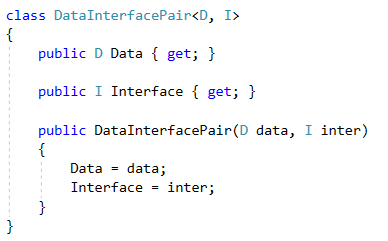 class DataInterfacePair<D, I>
{
public D Data { get; }
public I Interface { get; }
public DataInterfacePair(D data, I inter)
{
Data = data;
Interface = inter;
}
}